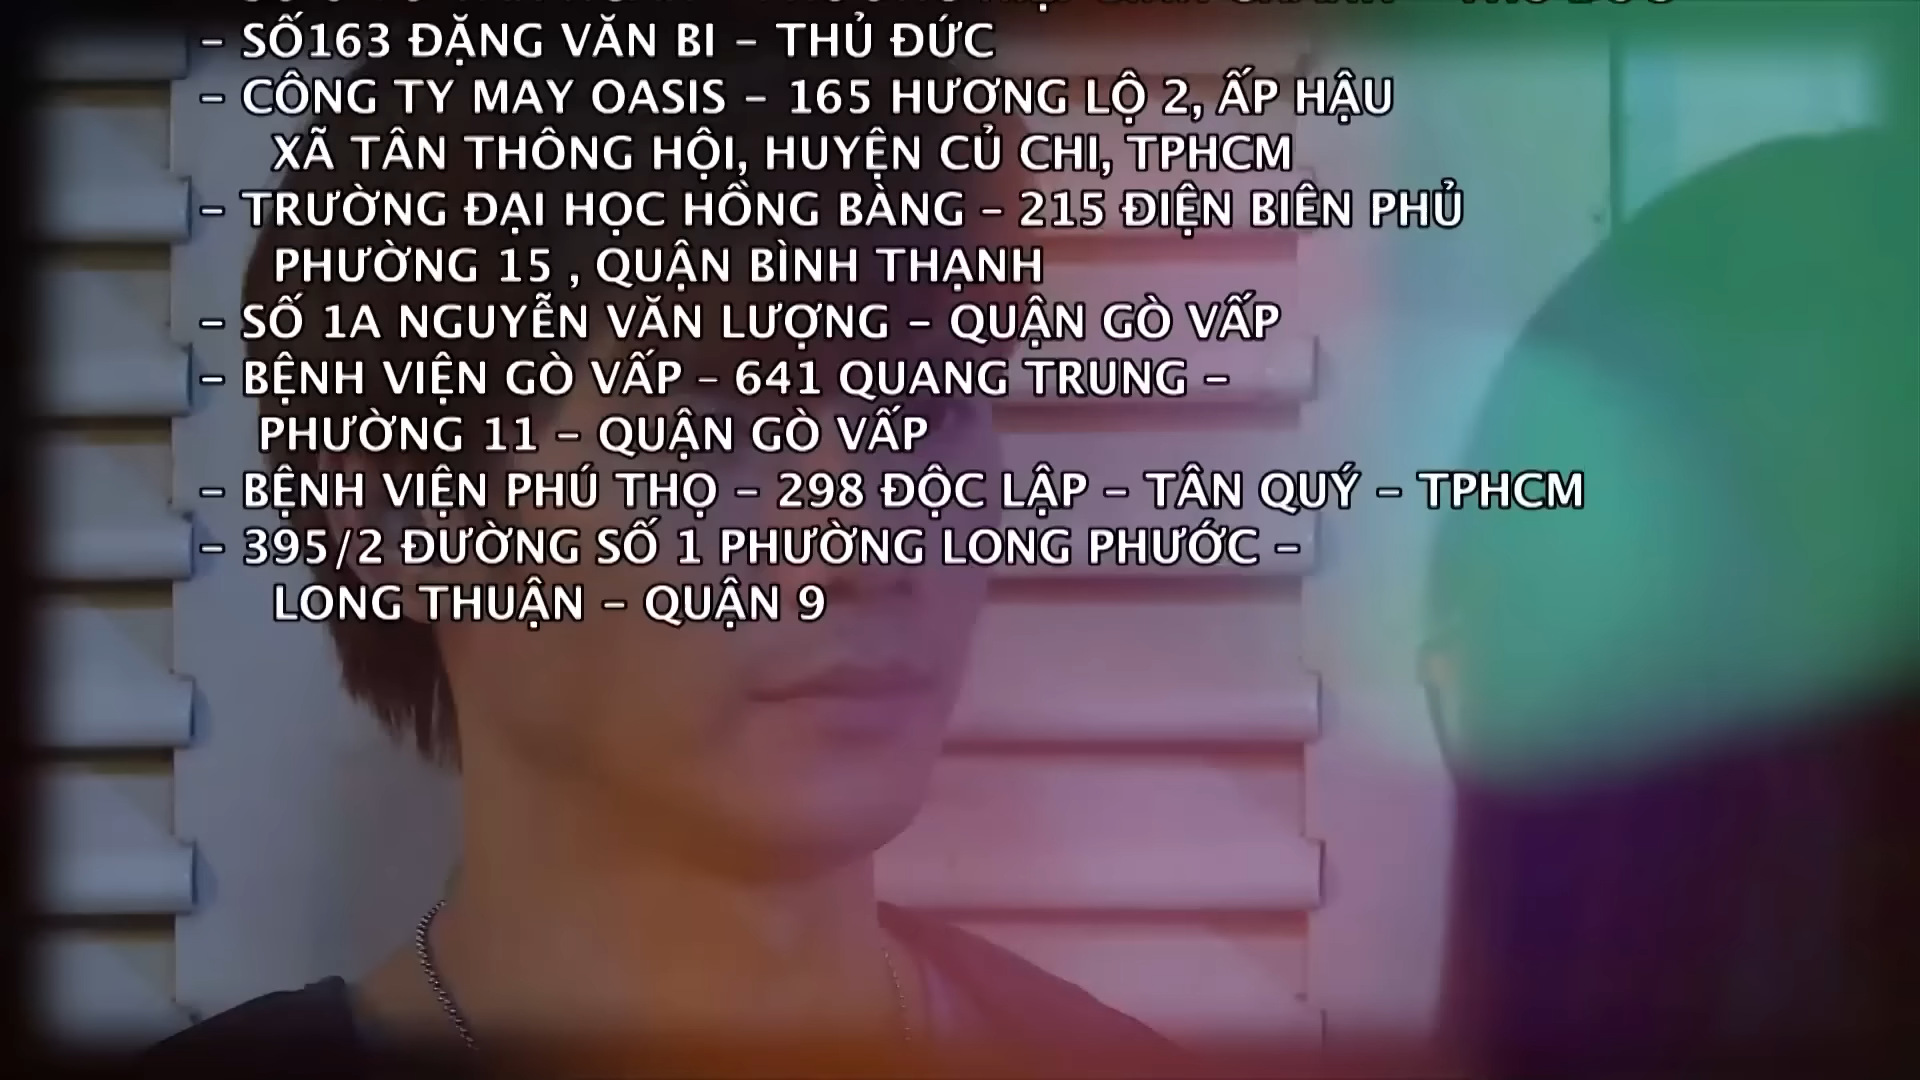 - SỐ163 ĐẶNG VĂN BI - THỦ ĐỨC
- CÔNG TY MAY OASIS - 165 HƯƠNG LỘ 2, ẤP HẬU
XÃ TÂN THÔNG HỘI, HUYỆN CỦ CHI, TPHCM
- TRƯỜNG ĐẠI HỌC HỒNG BÀNG - 215 ĐIỆN BIÊN PHỦ
PHƯỜNG 15 , QUẬN BÌNH THẠNH
- SỐ 1A NGUYỄN VĂN LƯỢNG - QUẬN GÒ VẤP
- BỆNH VIỆN GÒ VẤP - 641 QUANG TRUNG -
PHƯỜNG 11 - QUẬN GÒ VẤP
- BỆNH VIỆN PHÚ THỌ - 298 ĐỘC LẬP - TÂN QUÝ - TPHCM
- 395/2 ĐƯỜNG SỐ 1 PHƯỜNG LONG PHƯỚC -
LONG THUẬN - QUẬN 9